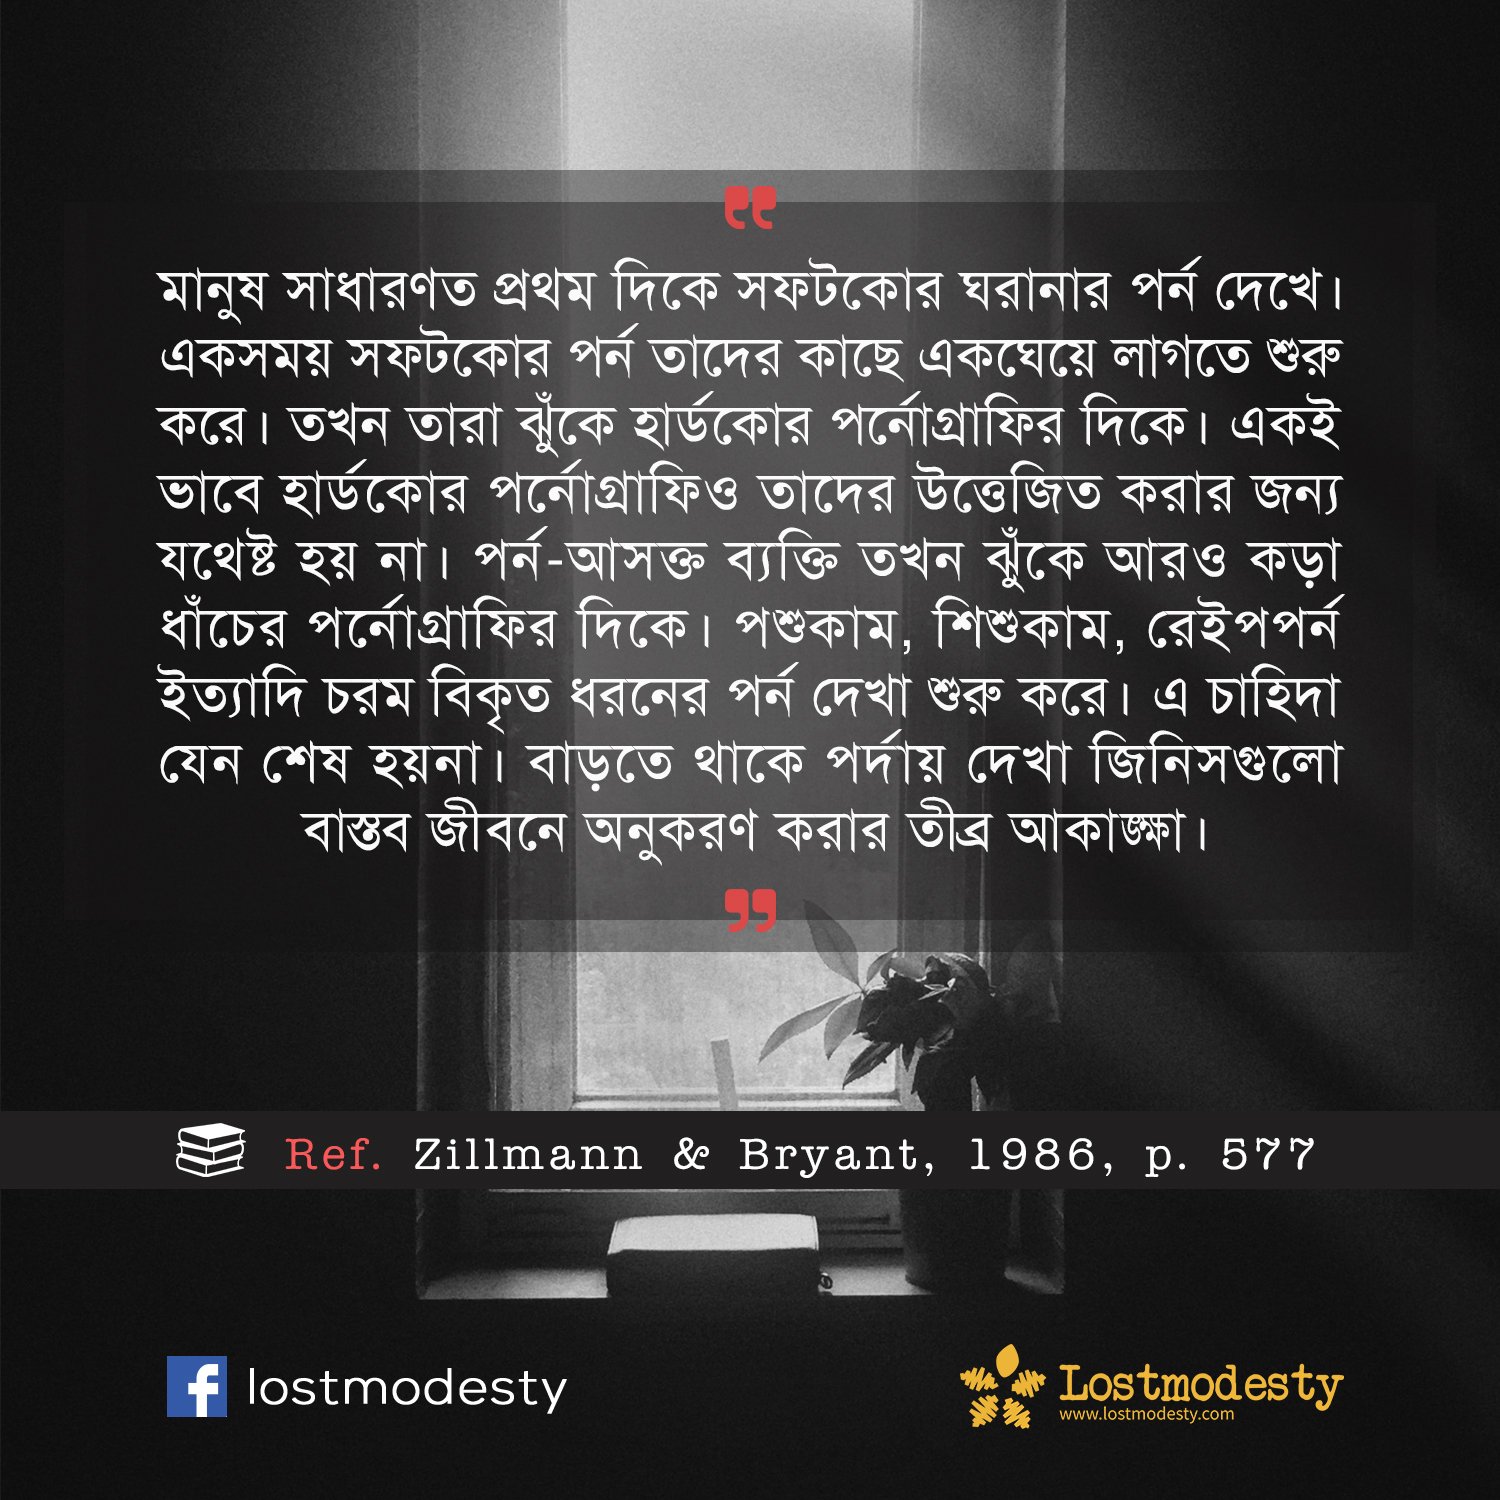 মানুষ সাধারণত প্রথম দিকে সফটকোর ঘরানার পর্ন দেখে।
একসময় সফটকোর পর্ন তাদের কাছে একঘেয়ে লাগতে শুরু
করে। তখন তারা ঝুঁকে হার্ডকোর পর্নোগ্রাফির দিকে। একই
ভাবে হার্ডকোর পর্নোগ্রাফিও তাদের উত্তেজিত করার জন্য
যথেষ্ট হয় না। পর্ন-আসক্ত ব্যক্তি তখন ঝুঁকে আরও কড়া
ধাঁচের পর্নোগ্রাফির দিকে। পশুকাম, শিশুকাম, রেইপপর্ন
ইত্যাদি চরম বিকৃত ধরনের পর্ন দেখা শুরু করে। এ চাহিদা
যেন শেষ হয়না। বাড়তে থাকে পর্দায় দেখা জিনিসগুলো
বাস্তব জীবনে অনুকরণ করার তীব্র আকাঙ্ক্ষা।
Ref. Zillmann & Bryant, 1986, p. 577
lostmodesty
Lostmodesty
www.lostmodesty.com